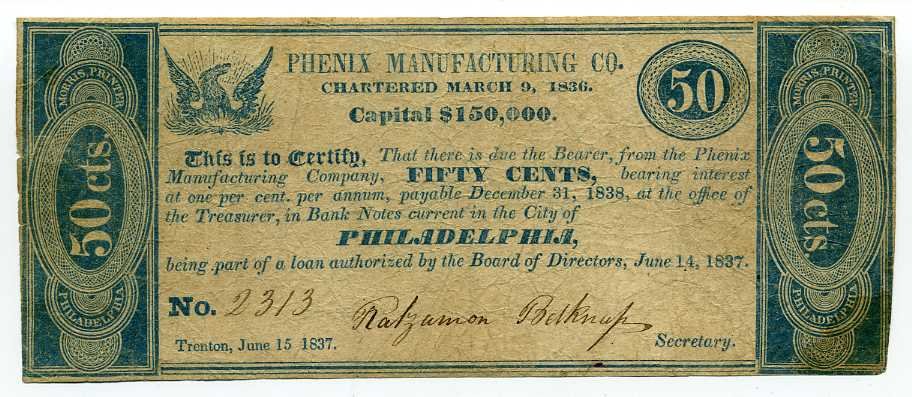 MORRIS, PRINTER
50 cts.
PHILADELPHIA
PHENIX MANUFACTURING CO.
CHARTERED MARCH 9, 1836.
Capital $150,000.
50
This is to Certify, That there is due the Bearer, from the Phenix
Manufacturing Company, FIFTY CENTS, bearing interest
at one per cent. per annum, payable December 31, 1838, at the office of
the Treasurer, in Bank Notes current in the City of
PHILADELPHIA,
being part of a loan authorized by the Board of Directors, June 14, 1837.
No. 2313
Ratzamon Belknap
Trenton, June 15 1837.
Secretary.
MORRIS, PRINTER
50 cts.
PHILADELPHIA